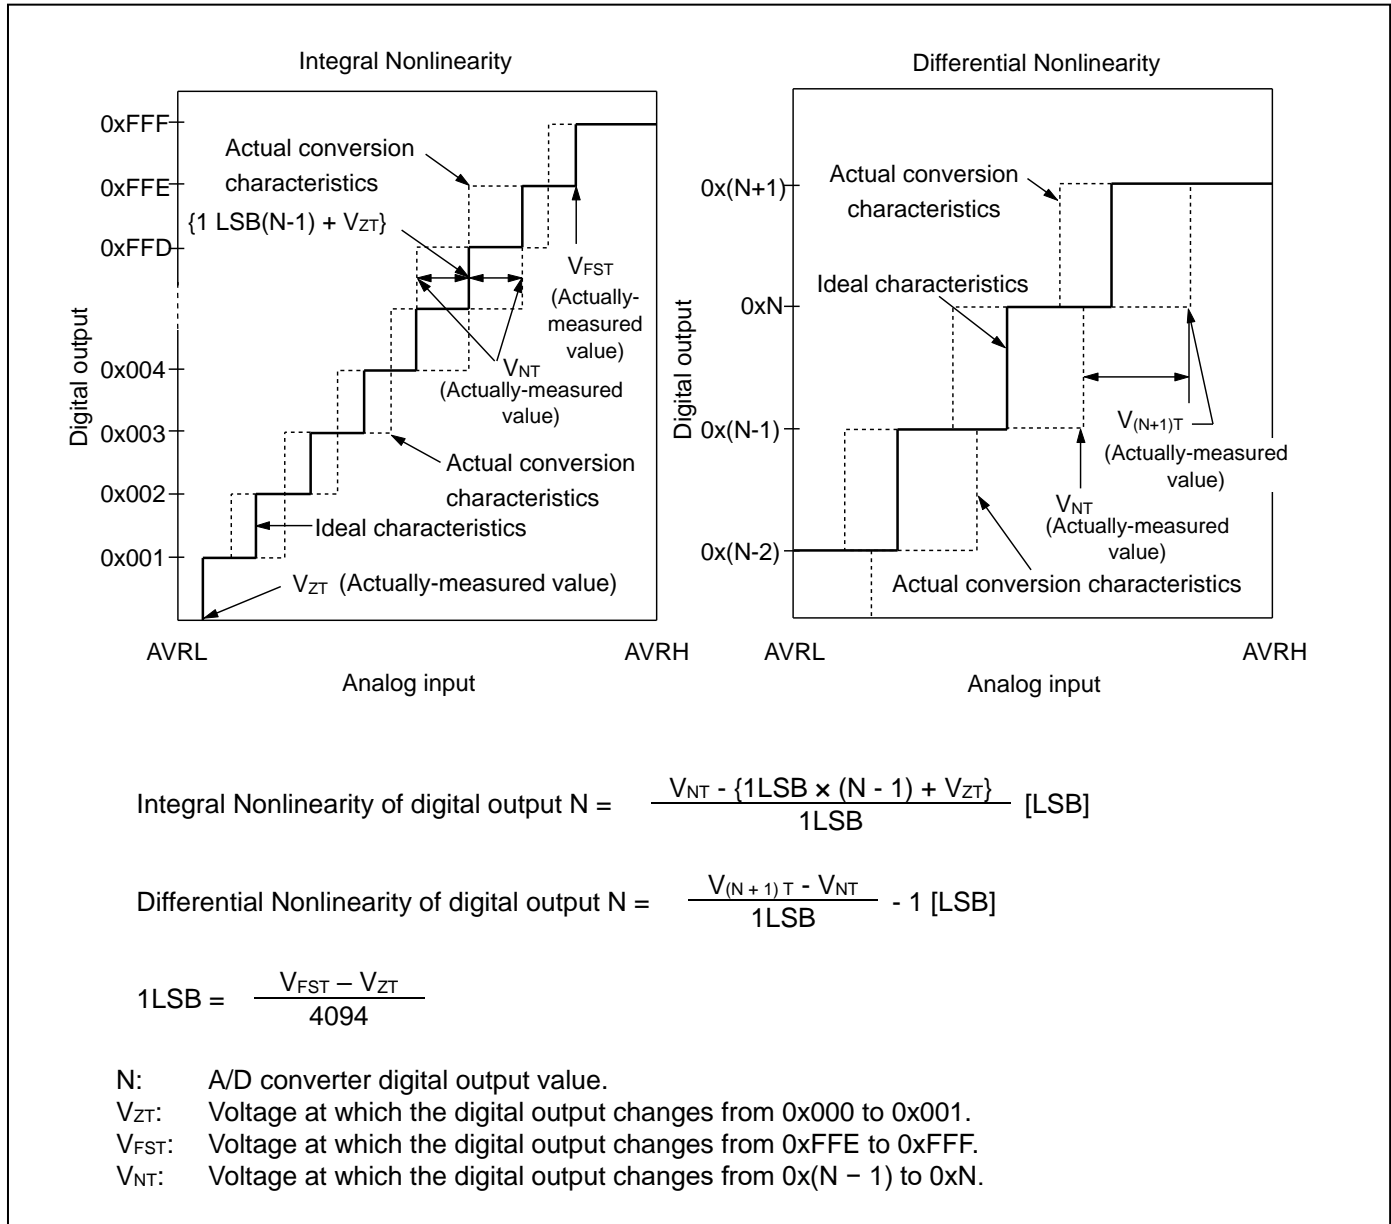 Integral Nonlinearity
0xFFF
0xFFE
0xFFD
0x004
0x003
0x002
0x001
Digital output
Actual conversion
characteristics
{1 LSB(N-1) + VZT}
VFST
(Actually-
measured
value)
VNT
(Actually-measured
value)
Actual conversion
characteristics
Ideal characteristics
VZT (Actually-measured value)
AVRL
AVRH
Analog input
Differential Nonlinearity
0x(N+1)
0xN
0x(N-1)
0x(N-2)
Digital output
Actual conversion
characteristics
Ideal characteristics
V(N+1)T
(Actually-measured
value)
VNT
(Actually-measured
value)
Actual conversion characteristics
AVRL
AVRH
Analog input
Integral Nonlinearity of digital output N =
VNT - {1LSB × (N - 1) + VZT}
1LSB
[LSB]
Differential Nonlinearity of digital output N =
V(N + 1) T - VNT
1LSB
- 1 [LSB]
1LSB =
VFST – VZT
4094
N: A/D converter digital output value.
VZT: Voltage at which the digital output changes from 0x000 to 0x001.
VFST: Voltage at which the digital output changes from 0xFFE to 0xFFF.
VNT: Voltage at which the digital output changes from 0x(N − 1) to 0xN.